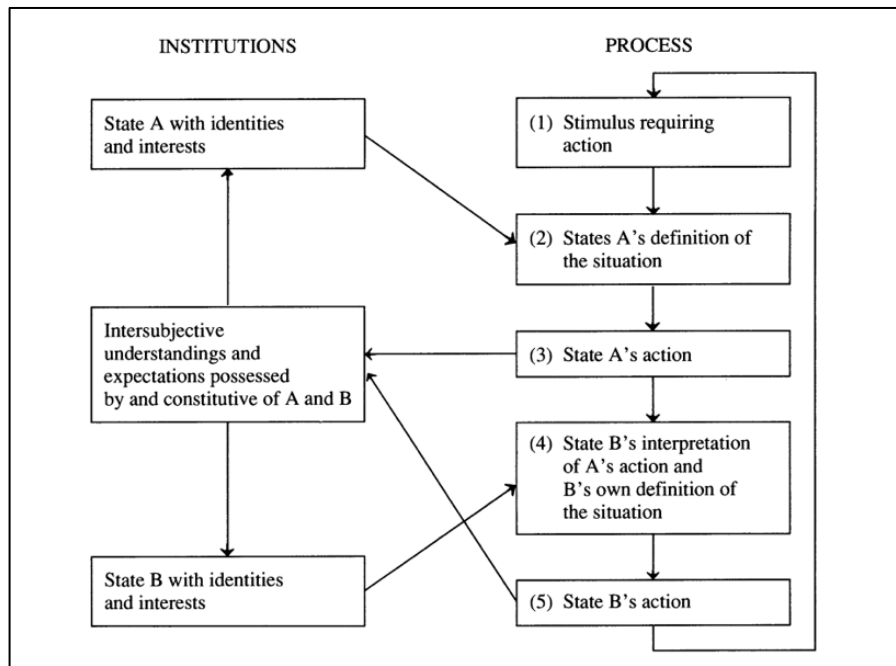 INSTITUTIONS
PROCESS
State A with identities
and interests
(1) Stimulus requiring
action
(2) States A's definition of
the situation
Intersubjective
understandings and
expectations possessed
by and constitutive of A and B
(3) State A's action
(4) State B's interpretation
of A's action and
B's own definition of
the situation
State B with identities
and interests
(5) State B's action